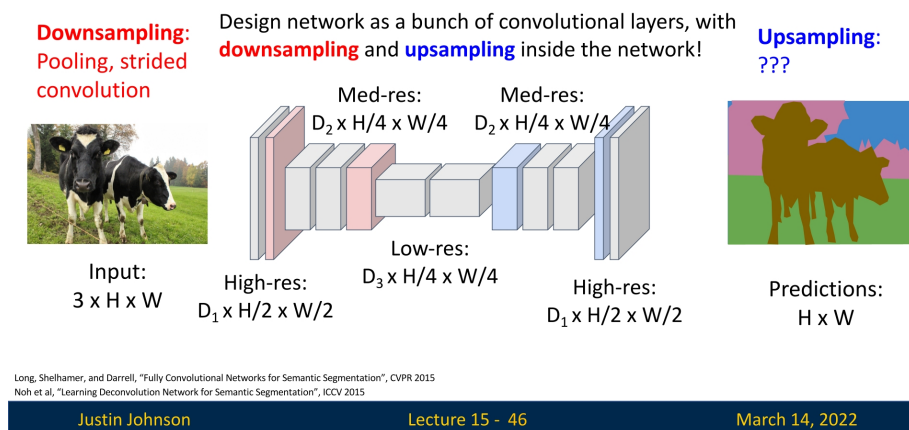 Design network as a bunch of convolutional layers, with
downsampling and upsampling inside the network!
Downsampling:
Pooling, strided
convolution
Upsampling:
???
Med-res:
D₂ x H/4 x W/4
Med-res:
D₂ x H/4 x W/4
Low-res:
D₃ x H/4 x W/4
Input:
3 x H x W
High-res:
D₁ x H/2 x W/2
High-res:
D₁ x H/2 x W/2
Predictions:
H x W
Long, Shelhamer, and Darrell, “Fully Convolutional Networks for Semantic Segmentation”, CVPR 2015
Noh et al, “Learning Deconvolution Network for Semantic Segmentation”, ICCV 2015
Justin Johnson
Lecture 15 - 46
March 14, 2022